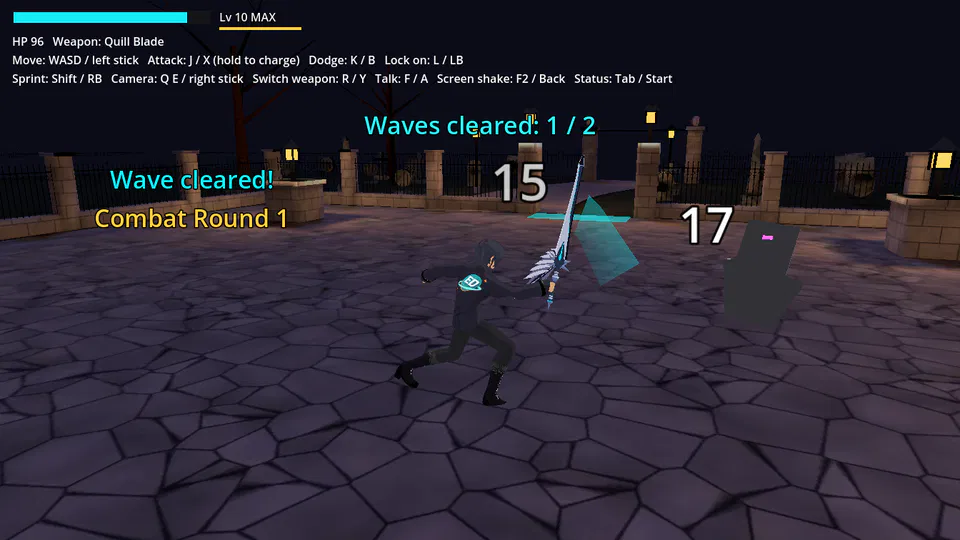 Lv 10 MAX
HP 96 Weapon: Quill Blade
Move: WASD / left stick Attack: J / X (hold to charge) Dodge: K / B Lock on: L / LB
Sprint: Shift / RB Camera: Q E / right stick Switch weapon: R / Y Talk: F / A Screen shake: F2 / Back Status: Tab / Start
Waves cleared: 1 / 2
Wave cleared!
Combat Round 1
15
17
ED